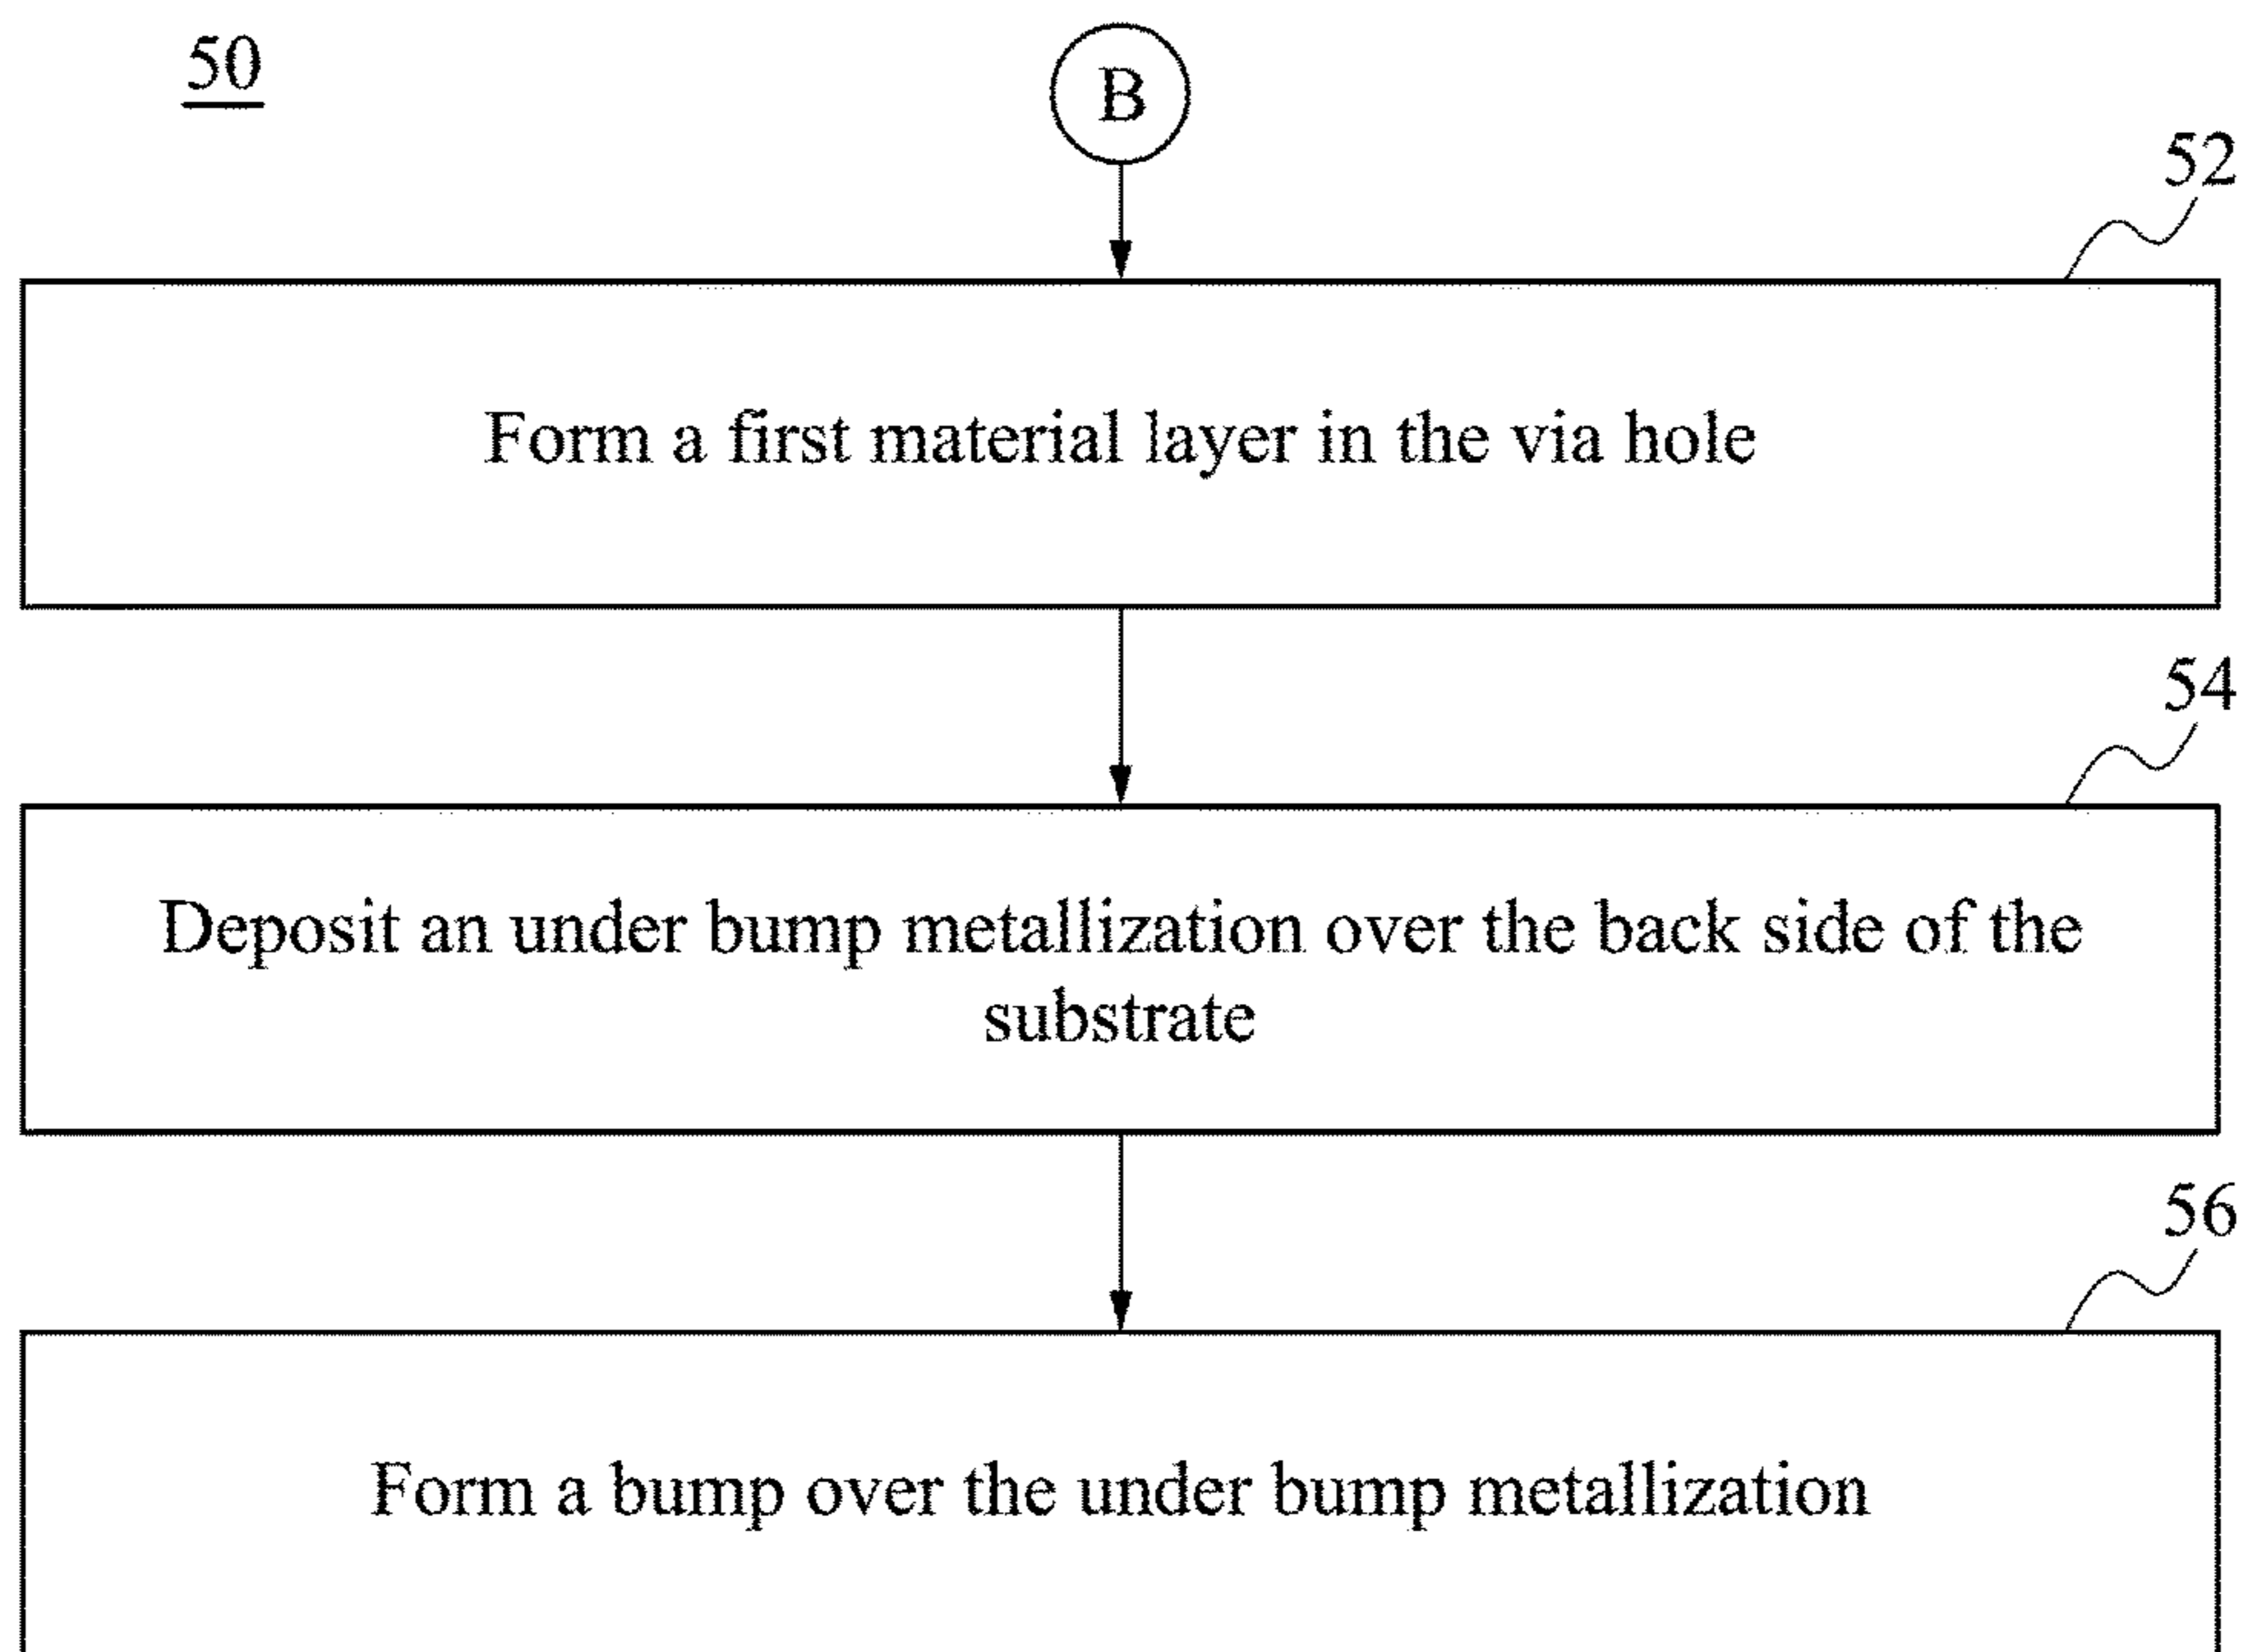 50
B
52
Form a first material layer in the via hole
54
Deposit an under bump metallization over the back side of the
substrate
56
Form a bump over the under bump metallization